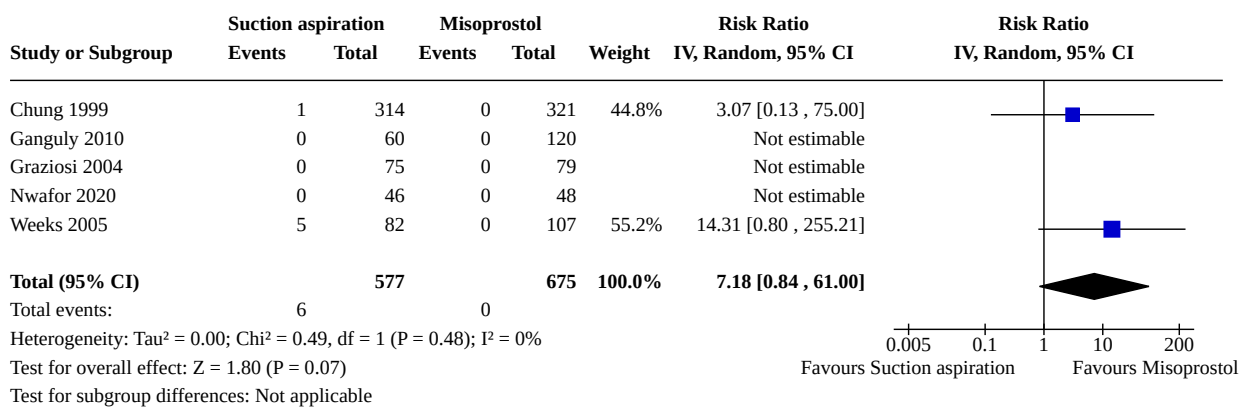 Suction aspiration Misoprostol Risk Ratio Risk Ratio
Study or Subgroup Events Total Events Total Weight IV, Random, 95% CI IV, Random, 95% CI
Chung 1999 1 314 0 321 44.8% 3.07 [0.13 , 75.00]
Ganguly 2010 0 60 0 120 Not estimable
Graziosi 2004 0 75 0 79 Not estimable
Nwafor 2020 0 46 0 48 Not estimable
Weeks 2005 5 82 0 107 55.2% 14.31 [0.80 , 255.21]
Total (95% CI) 577 675 100.0% 7.18 [0.84 , 61.00]
Total events: 6 0
Heterogeneity: Tau² = 0.00; Chi² = 0.49, df = 1 (P = 0.48); I² = 0%
0.005 0.1 1 10 200
Test for overall effect: Z = 1.80 (P = 0.07) Favours Suction aspiration Favours Misoprostol
Test for subgroup differences: Not applicable